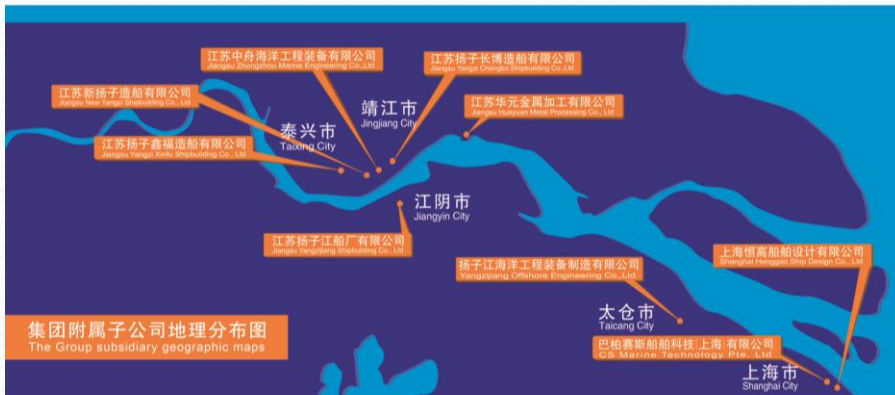 江苏中舟海洋工程装备有限公司
Jiangsu Zhongzhou Marine Engineering Co.,Ltd
江苏扬子长博造船有限公司
Jiangsu Yangzi Changbo Shipbuilding Co.,Ltd
江苏新扬子造船有限公司
Jiangsu New Yangzi Shipbuilding Co., Ltd
靖江市
Jingjiang City
江苏华元金属加工有限公司
Jiangsu Huayuan Metal Processing Co., Ltd
泰兴市
Taixing City
江苏扬子鑫福造船有限公司
Jiangsu Yangzi Xinfu Shipbuilding Co., Ltd
江阴市
Jiangyin City
江苏扬子江船厂有限公司
Jiangsu Yangzijiang Shipbuilding Co., Ltd
扬子江海洋工程装备制造有限公司
Yangzijiang Offshore Engineering Co.,Ltd.
上海恒高船舶设计有限公司
Shanghai Henggao Ship Design Co., Ltd
太仓市
Taicang City
集团附属子公司地理分布图
The Group subsidiary geographic maps
巴柏赛斯船舶科技(上海)有限公司
CS Marine Technology Pte. Ltd
上海市
Shanghai City